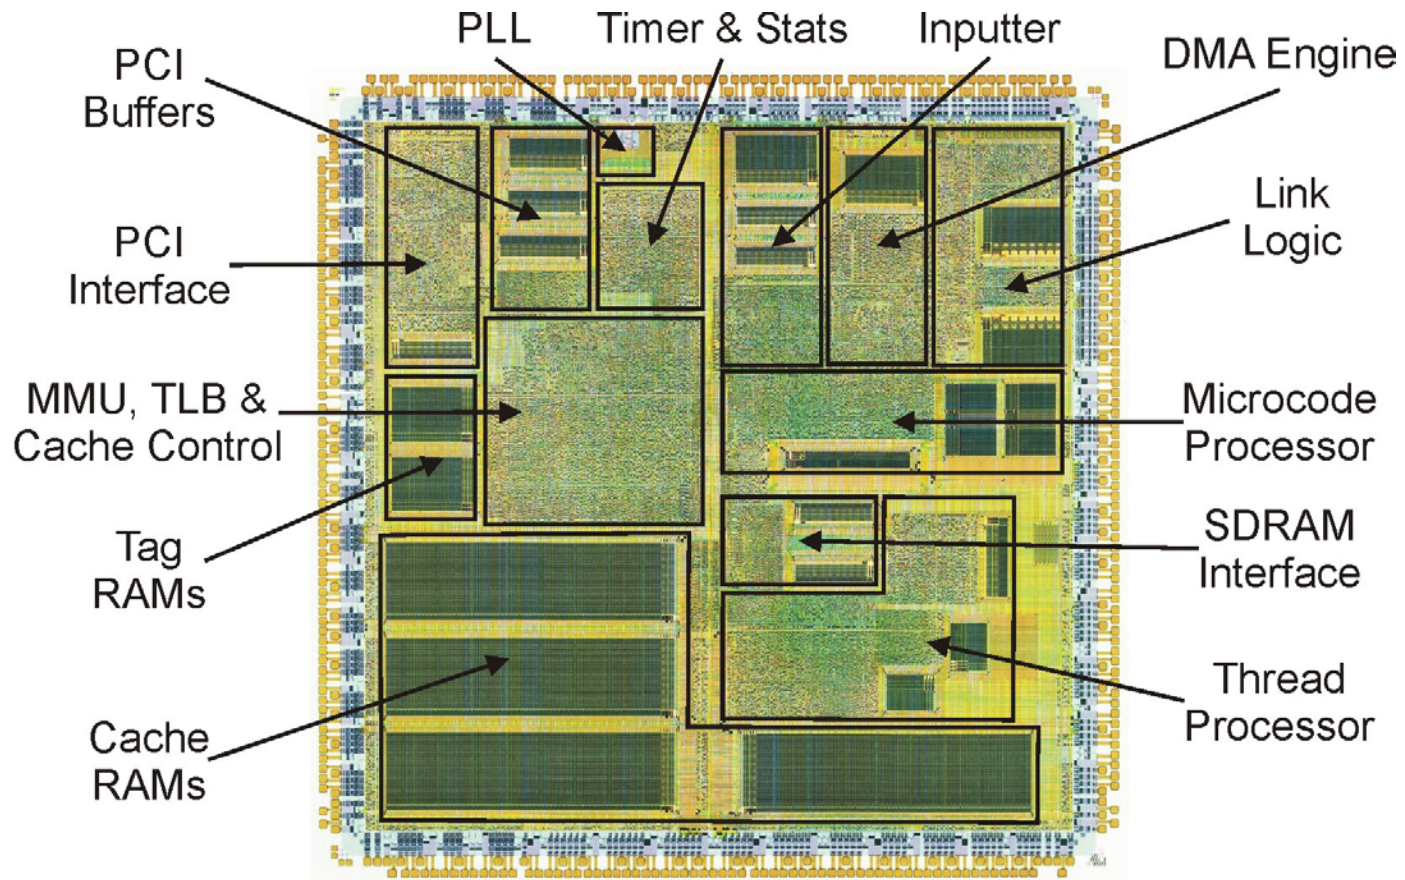 PLL
Timer & Stats
Inputter
DMA Engine
PCI
Buffers
Link
Logic
PCI
Interface
MMU, TLB &
Cache Control
Microcode
Processor
Tag
RAMs
SDRAM
Interface
Thread
Processor
Cache
RAMs